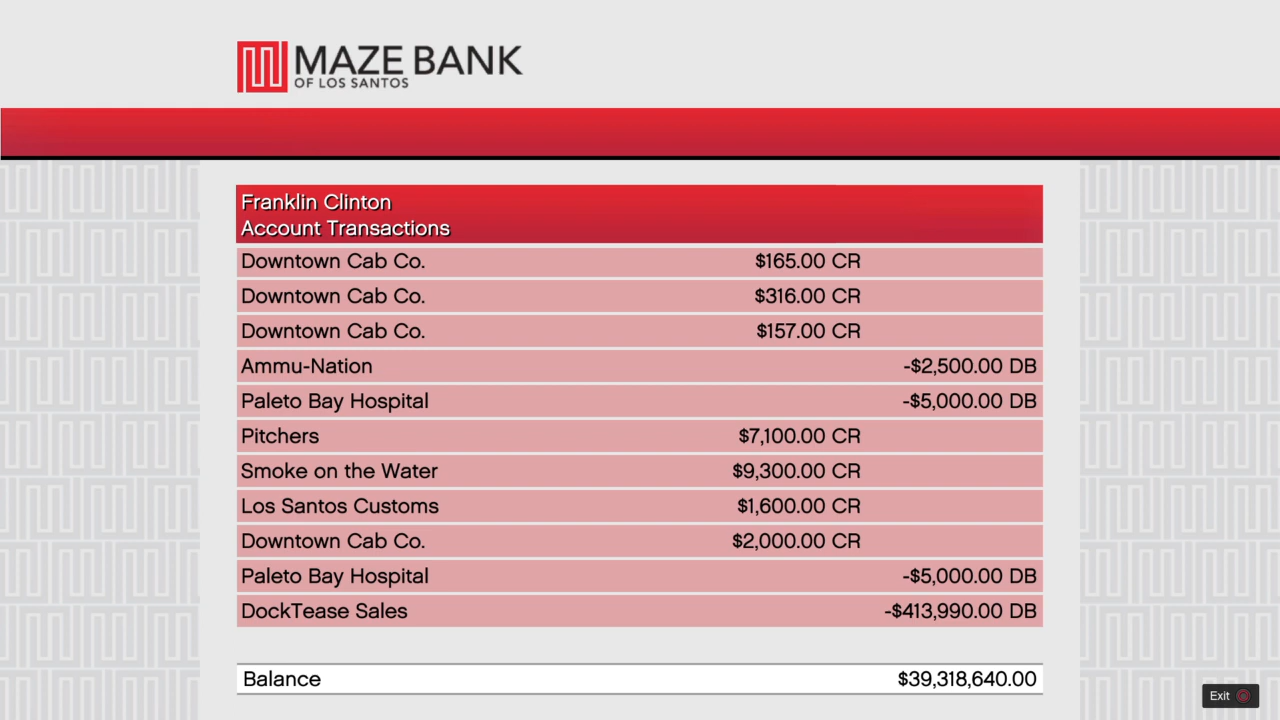 MAZE BANK
OF LOS SANTOS
Franklin Clinton
Account Transactions
Downtown Cab Co. $165.00 CR
Downtown Cab Co. $316.00 CR
Downtown Cab Co. $157.00 CR
Ammu-Nation -$2,500.00 DB
Paleto Bay Hospital -$5,000.00 DB
Pitchers $7,100.00 CR
Smoke on the Water $9,300.00 CR
Los Santos Customs $1,600.00 CR
Downtown Cab Co. $2,000.00 CR
Paleto Bay Hospital -$5,000.00 DB
DockTease Sales -$413,990.00 DB
Balance $39,318,640.00
Exit